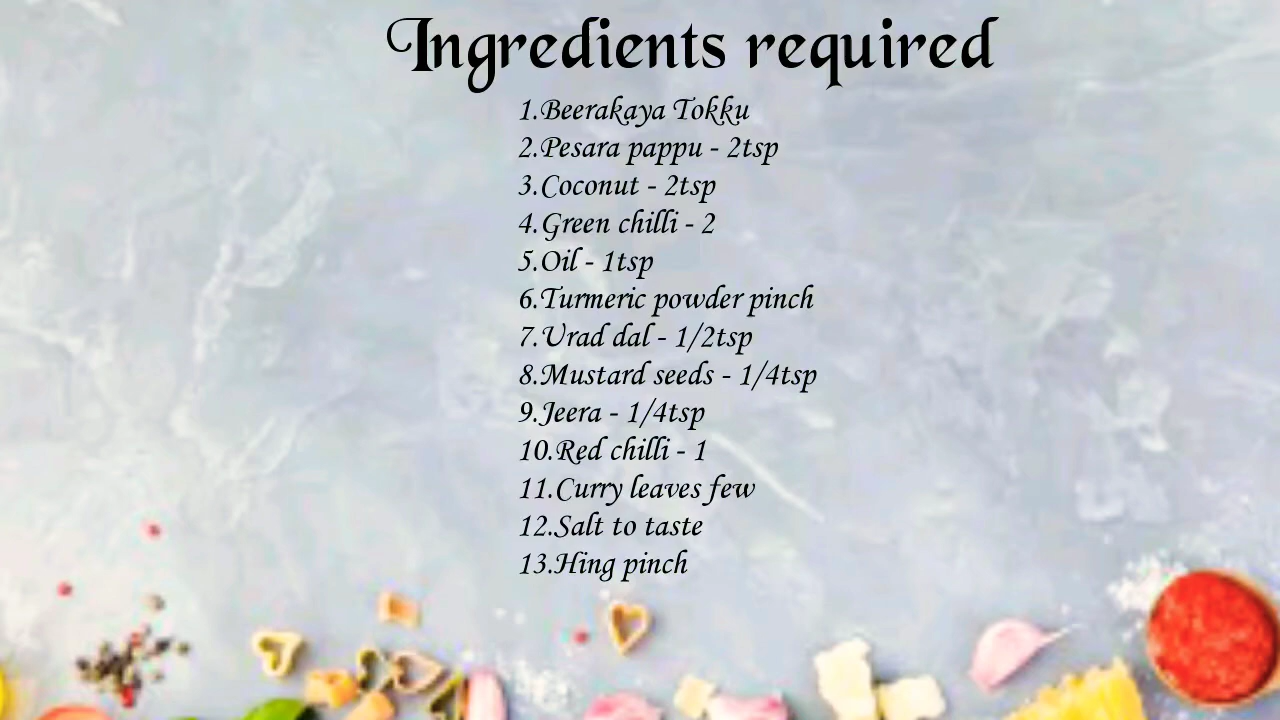 Ingredients required
1.Beerakaya Tokku
2.Pesara pappu - 2tsp
3.Coconut - 2tsp
4.Green chilli - 2
5.Oil - 1tsp
6.Turmeric powder pinch
7.Urad dal - 1/2tsp
8.Mustard seeds - 1/4tsp
9.Jeera - 1/4tsp
10.Red chilli - 1
11.Curry leaves few
12.Salt to taste
13.Hing pinch